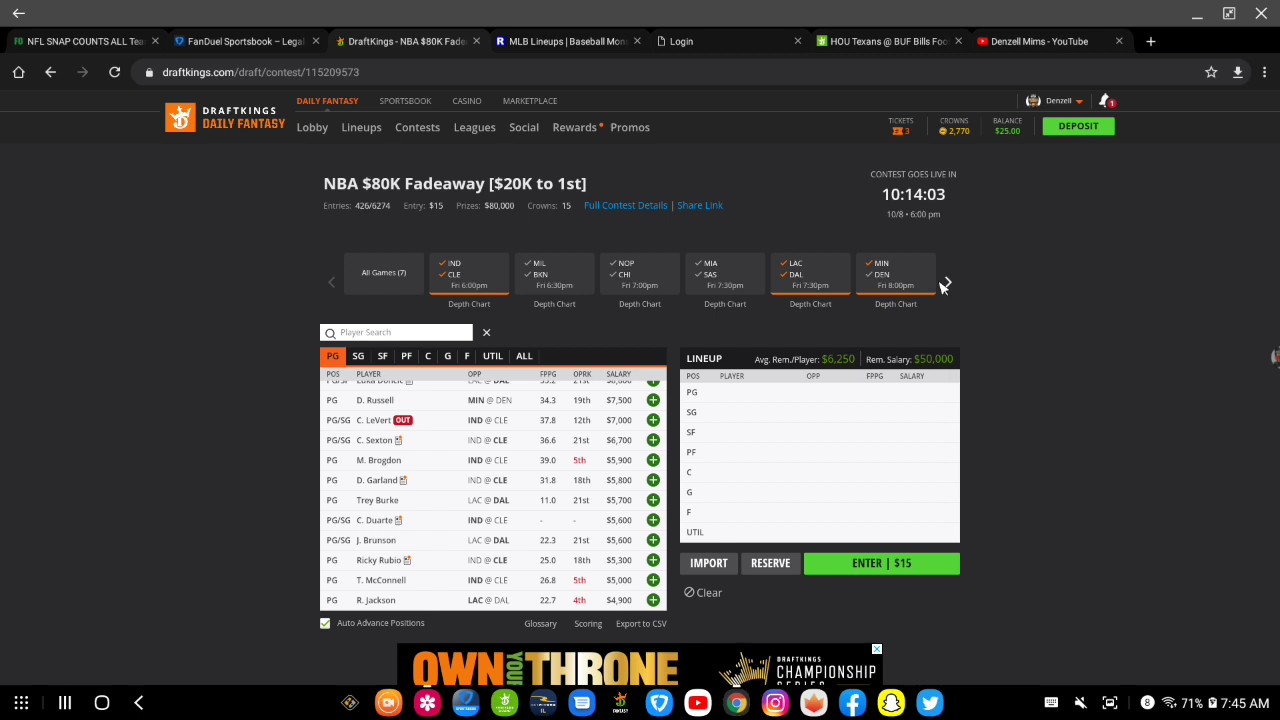 NFL SNAP COUNTS ALL Tea
FanDuel Sportsbook – Legal
DraftKings - NBA $80K Fade
MLB Lineups | Baseball Mon
Login
HOU Texans @ BUF Bills Foo
Denzell Mims - YouTube
draftkings.com/draft/contest/115209573
DAILY FANTASY SPORTSBOOK CASINO MARKETPLACE
Denzell
1
DRAFTKINGS
DAILY FANTASY
Lobby Lineups Contests Leagues Social Rewards Promos
TICKETS
3
CROWNS
2,770
BALANCE
$25.00
DEPOSIT
NBA $80K Fadeaway [$20K to 1st]
Entries: 426/6274 Entry: $15 Prizes: $80,000 Crowns: 15 Full Contest Details | Share Link
CONTEST GOES LIVE IN
10:14:03
10/8 • 6:00 pm
All Games (7)
IND
CLE
Fri 6:00pm
Depth Chart
MIL
BKN
Fri 6:30pm
Depth Chart
NOP
CHI
Fri 7:00pm
Depth Chart
MIA
SAS
Fri 7:30pm
Depth Chart
LAC
DAL
Fri 7:30pm
Depth Chart
MIN
DEN
Fri 8:00pm
Depth Chart
Player Search
PG SG SF PF C G F UTIL ALL
POS PLAYER OPP FPPG OPRK SALARY
PG D. Russell MIN @ DEN 34.3 19th $7,500
PG/SG C. LeVert OUT IND @ CLE 37.8 12th $7,000
PG/SG C. Sexton IND @ CLE 36.6 21st $6,700
PG M. Brogdon IND @ CLE 39.0 5th $5,900
PG D. Garland IND @ CLE 31.8 18th $5,800
PG Trey Burke LAC @ DAL 11.0 21st $5,700
PG/SG C. Duarte IND @ CLE - - $5,600
PG/SG J. Brunson LAC @ DAL 22.3 21st $5,600
PG Ricky Rubio IND @ CLE 25.0 18th $5,300
PG T. McConnell IND @ CLE 26.8 5th $5,000
PG R. Jackson LAC @ DAL 22.7 4th $4,900
Auto Advance Positions
Glossary Scoring Export to CSV
LINEUP Avg. Rem./Player: $6,250 Rem. Salary: $50,000
POS PLAYER OPP FPPG SALARY
PG
SG
SF
PF
C
G
F
UTIL
IMPORT RESERVE ENTER | $15
Clear
OWN YOUR THRONE
DRAFTKINGS
CHAMPIONSHIP
8 71% 7:45 AM